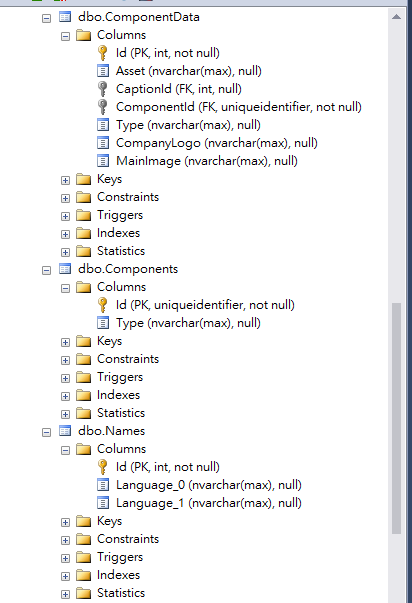 dbo.ComponentData
Columns
Id (PK, int, not null)
Asset (nvarchar(max), null)
CaptionId (FK, int, null)
ComponentId (FK, uniqueidentifier, not null)
Type (nvarchar(max), null)
CompanyLogo (nvarchar(max), null)
MainImage (nvarchar(max), null)
Keys
Constraints
Triggers
Indexes
Statistics
dbo.Components
Columns
Id (PK, uniqueidentifier, not null)
Type (nvarchar(max), null)
Keys
Constraints
Triggers
Indexes
Statistics
dbo.Names
Columns
Id (PK, int, not null)
Language_0 (nvarchar(max), null)
Language_1 (nvarchar(max), null)
Keys
Constraints
Triggers
Indexes
Statistics